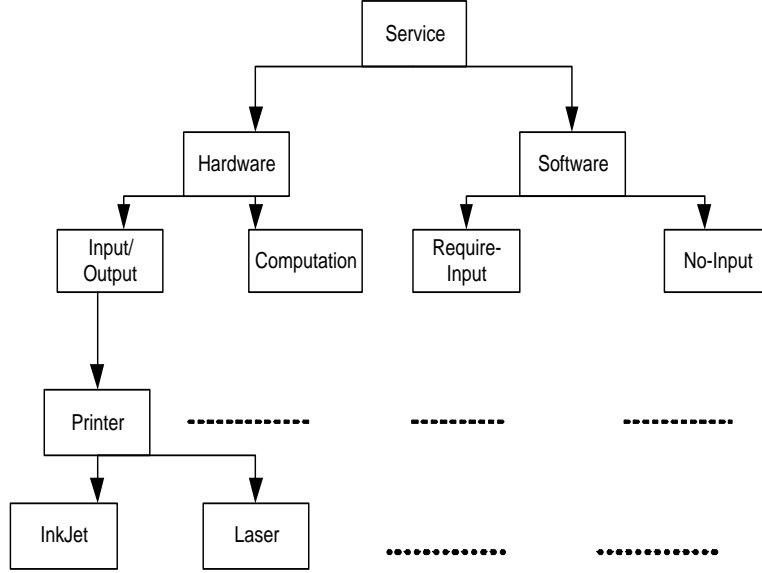 Service
Hardware
Software
Input/
Output
Computation
Require-
Input
No-Input
Printer
InkJet
Laser